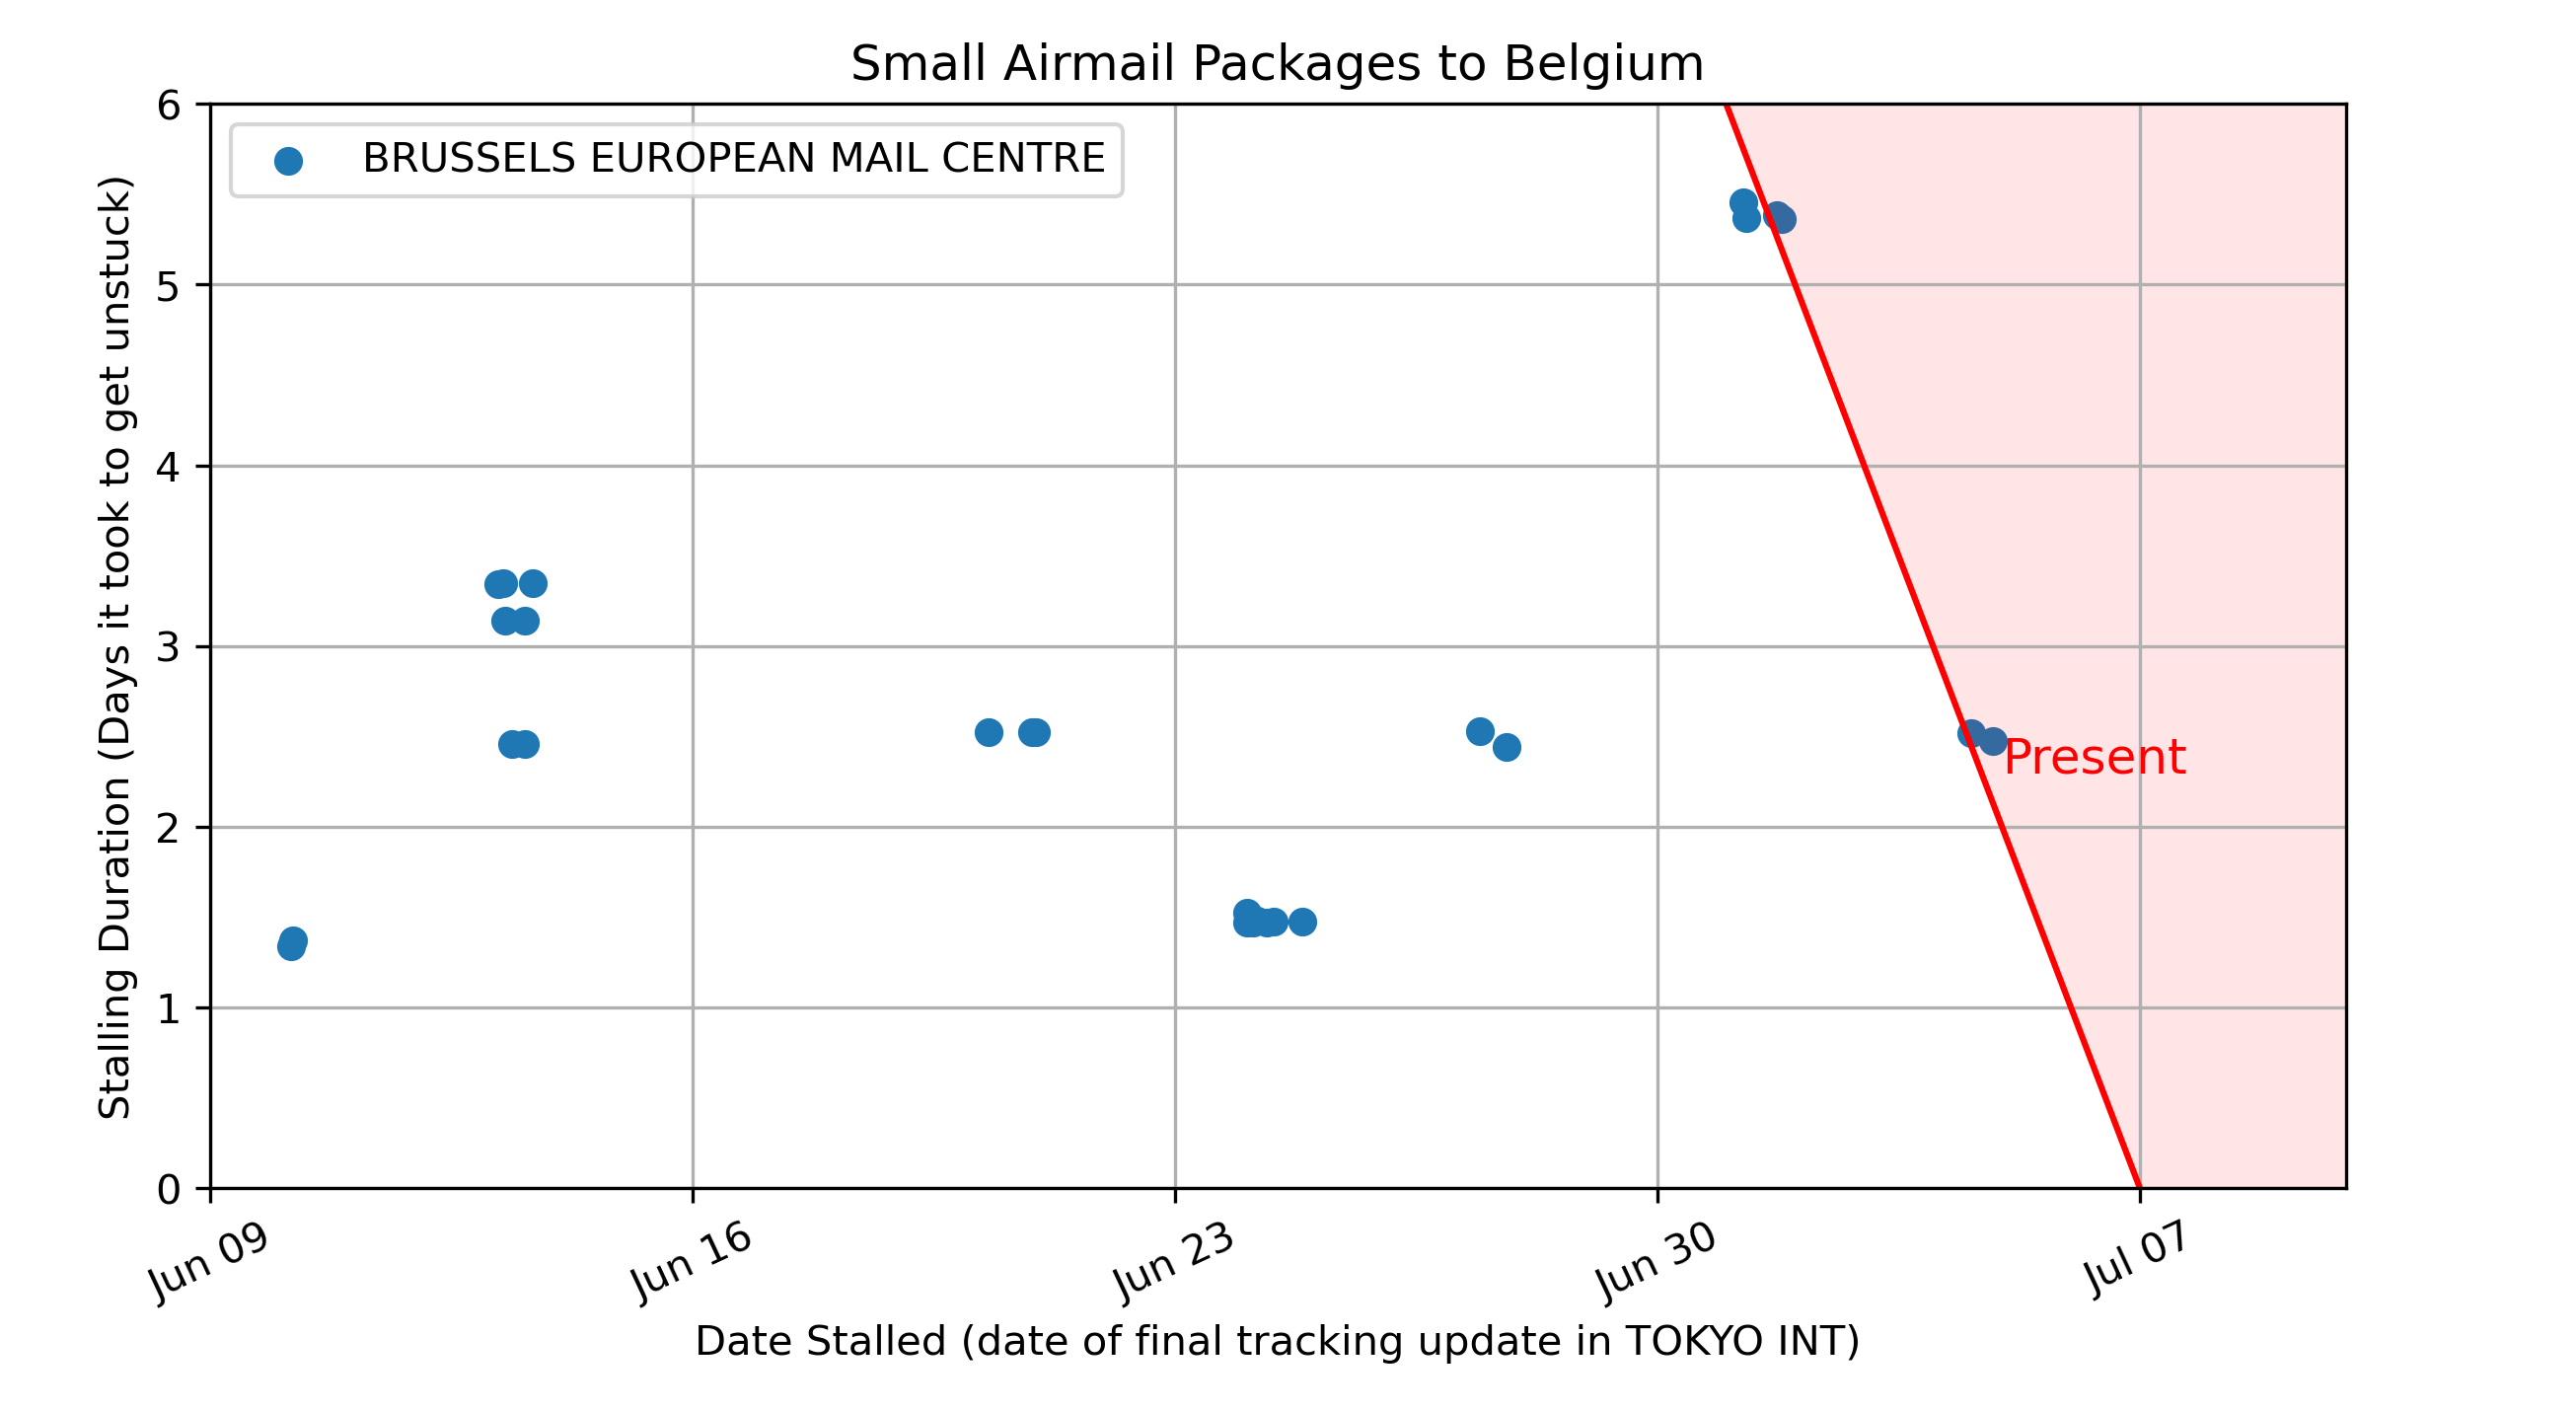 Small Airmail Packages to Belgium
BRUSSELS EUROPEAN MAIL CENTRE
Stalling Duration (Days it took to get unstuck)
6
5
4
3
2
1
0
Present
Jun 09
Jun 16
Jun 23
Jun 30
Jul 07
Date Stalled (date of final tracking update in TOKYO INT)